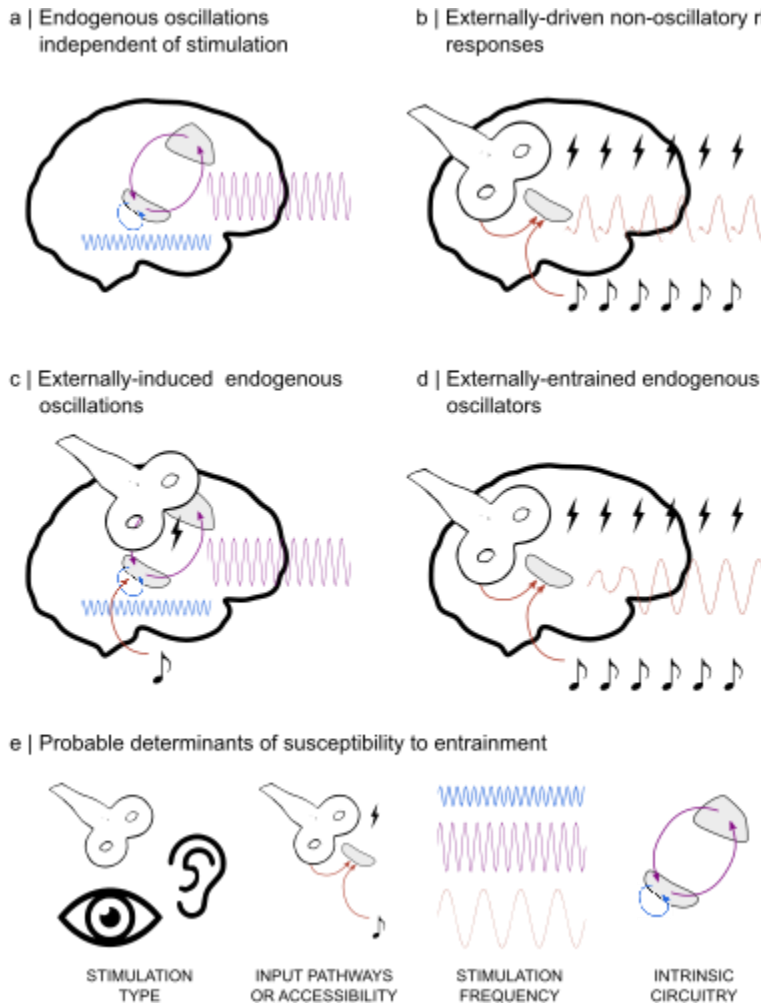 a | Endogenous oscillations
independent of stimulation
b | Externally-driven non-oscillatory
responses
c | Externally-induced endogenous
oscillations
d | Externally-entrained endogenous
oscillators
e | Probable determinants of susceptibility to entrainment
STIMULATION
TYPE
INPUT PATHWAYS
OR ACCESSIBILITY
STIMULATION
FREQUENCY
INTRINSIC
CIRCUITRY